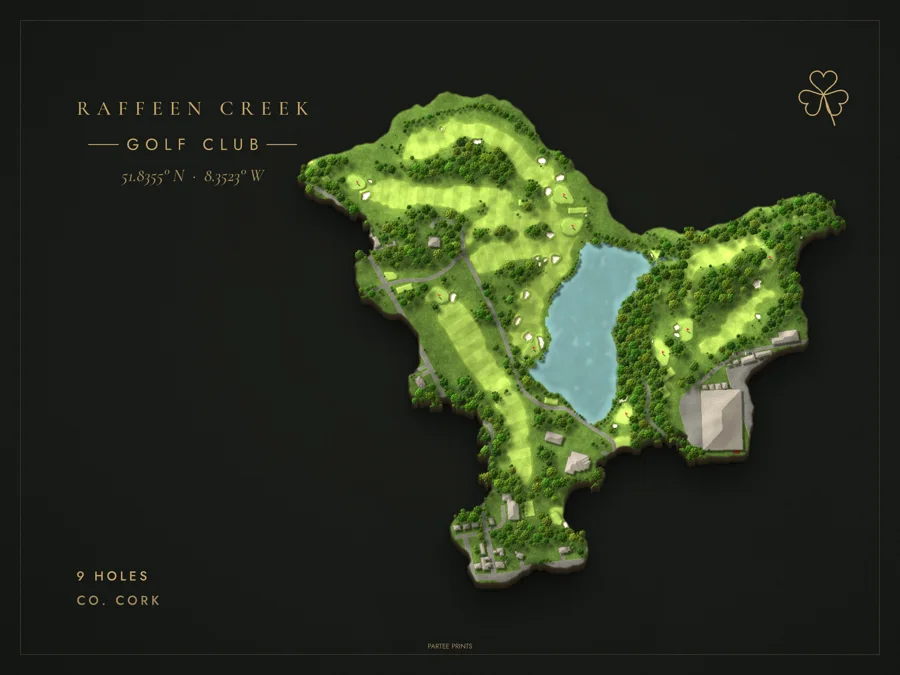 RAFFEEN CREEK
GOLF CLUB
51.8355° N · 8.3523° W
9 HOLES
CO. CORK
PARTEE PRINTS